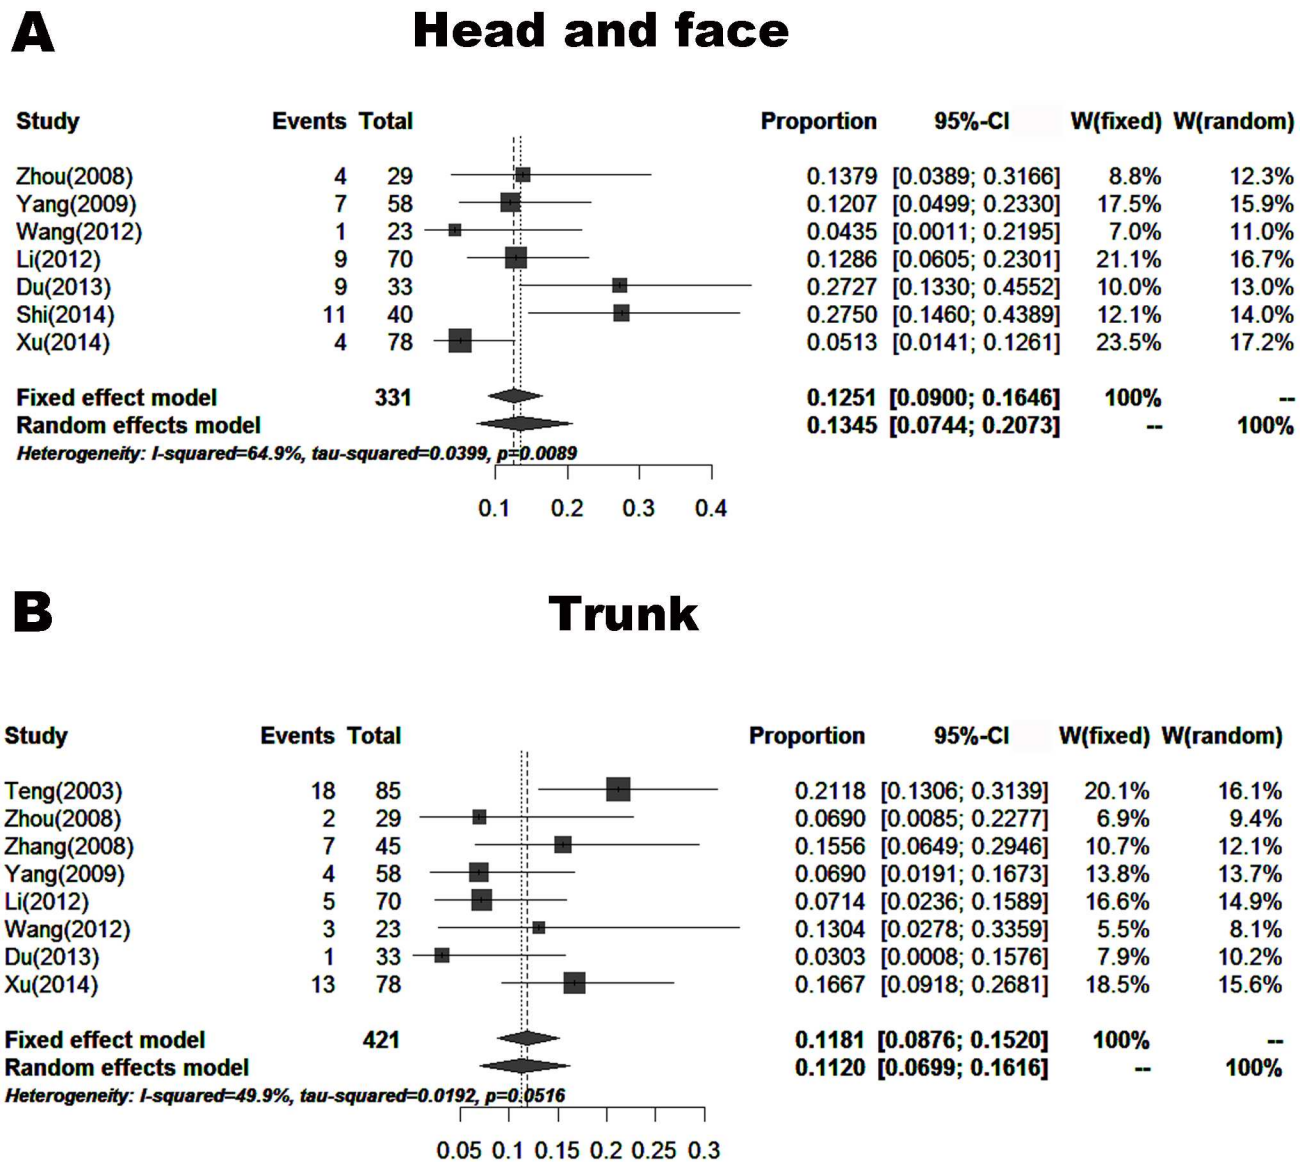 A Head and face
Study Events Total Proportion 95%-CI W(fixed) W(random)
Zhou(2008) 4 29 0.1379 [0.0389; 0.3166] 8.8% 12.3%
Yang(2009) 7 58 0.1207 [0.0499; 0.2330] 17.5% 15.9%
Wang(2012) 1 23 0.0435 [0.0011; 0.2195] 7.0% 11.0%
Li(2012) 9 70 0.1286 [0.0605; 0.2301] 21.1% 16.7%
Du(2013) 9 33 0.2727 [0.1330; 0.4552] 10.0% 13.0%
Shi(2014) 11 40 0.2750 [0.1460; 0.4389] 12.1% 14.0%
Xu(2014) 4 78 0.0513 [0.0141; 0.1261] 23.5% 17.2%
Fixed effect model 331 0.1251 [0.0900; 0.1646] 100% --
Random effects model 0.1345 [0.0744; 0.2073] -- 100%
Heterogeneity: I-squared=64.9%, tau-squared=0.0399, p=0.0089
0.1 0.2 0.3 0.4
B Trunk
Study Events Total Proportion 95%-CI W(fixed) W(random)
Teng(2003) 18 85 0.2118 [0.1306; 0.3139] 20.1% 16.1%
Zhou(2008) 2 29 0.0690 [0.0085; 0.2277] 6.9% 9.4%
Zhang(2008) 7 45 0.1556 [0.0649; 0.2946] 10.7% 12.1%
Yang(2009) 4 58 0.0690 [0.0191; 0.1673] 13.8% 13.7%
Li(2012) 5 70 0.0714 [0.0236; 0.1589] 16.6% 14.9%
Wang(2012) 3 23 0.1304 [0.0278; 0.3359] 5.5% 8.1%
Du(2013) 1 33 0.0303 [0.0008; 0.1576] 7.9% 10.2%
Xu(2014) 13 78 0.1667 [0.0918; 0.2681] 18.5% 15.6%
Fixed effect model 421 0.1181 [0.0876; 0.1520] 100% --
Random effects model 0.1120 [0.0699; 0.1616] -- 100%
Heterogeneity: I-squared=49.9%, tau-squared=0.0192, p=0.0516
0.05 0.1 0.15 0.2 0.25 0.3